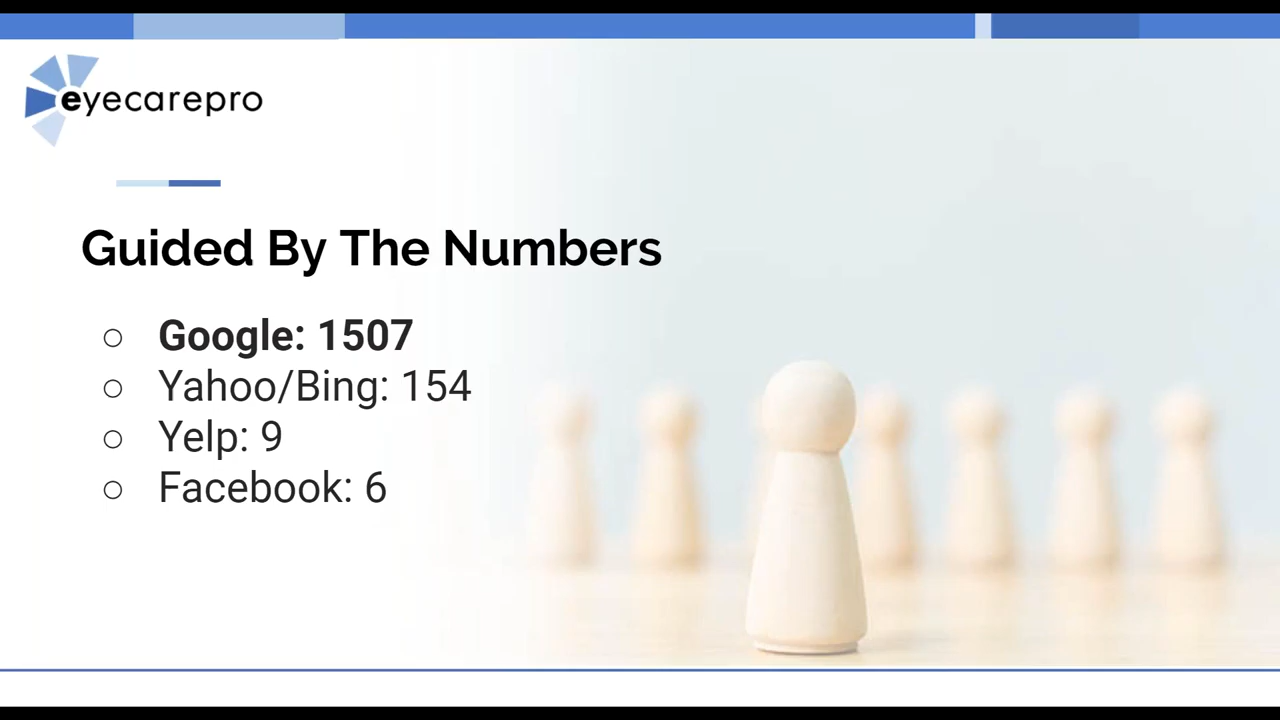 eyecarepro
Guided By The Numbers
○ Google: 1507
○ Yahoo/Bing: 154
○ Yelp: 9
○ Facebook: 6